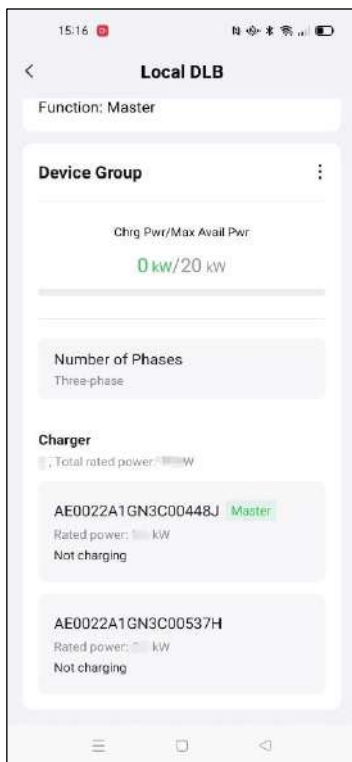 15:16
Local DLB
Function: Master
Device Group
Chrg Pwr/Max Avail Pwr
0 kW/20 kW
Number of Phases
Three-phase
Charger
, Total rated power: W
AE0022A1GN3C00448J Master
Rated power: kW
Not charging
AE0022A1GN3C00537H
Rated power: kW
Not charging